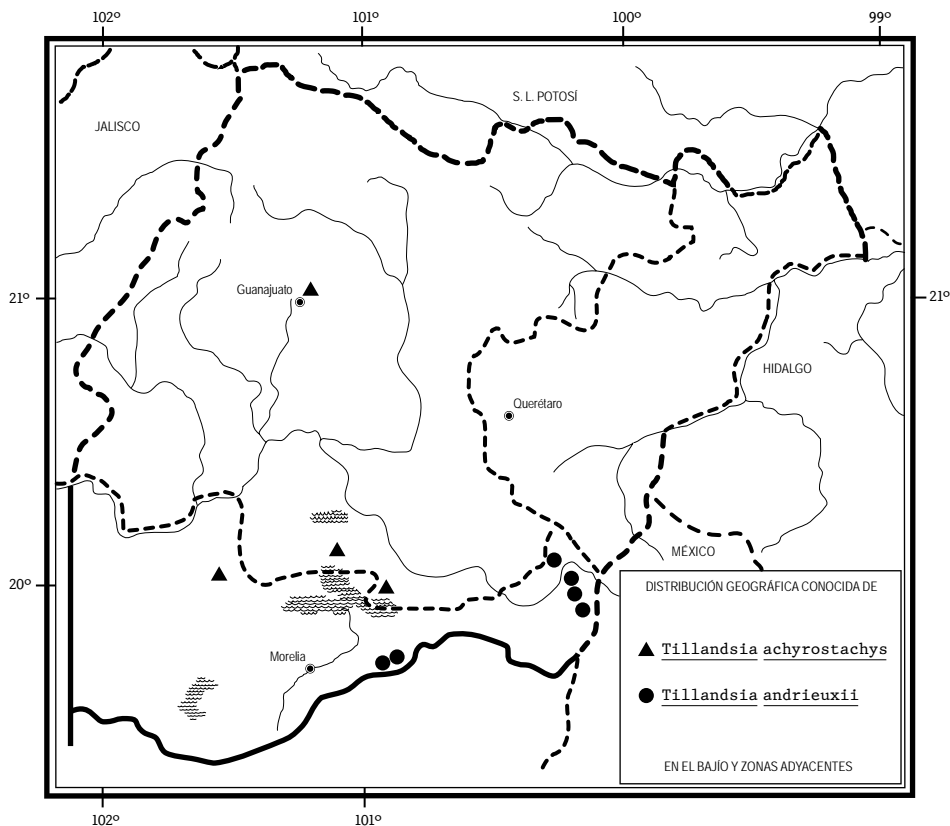 102º 101º 100º 99º
S. L. POTOSÍ
JALISCO
Guanajuato
21º 21º
HIDALGO
Querétaro
MÉXICO
20º
DISTRIBUCIÓN GEOGRÁFICA CONOCIDA DE
Tillandsia achyrostachys
Morelia
Tillandsia andrieuxii
EN EL BAJÍO Y ZONAS ADYACENTES
102º 101º